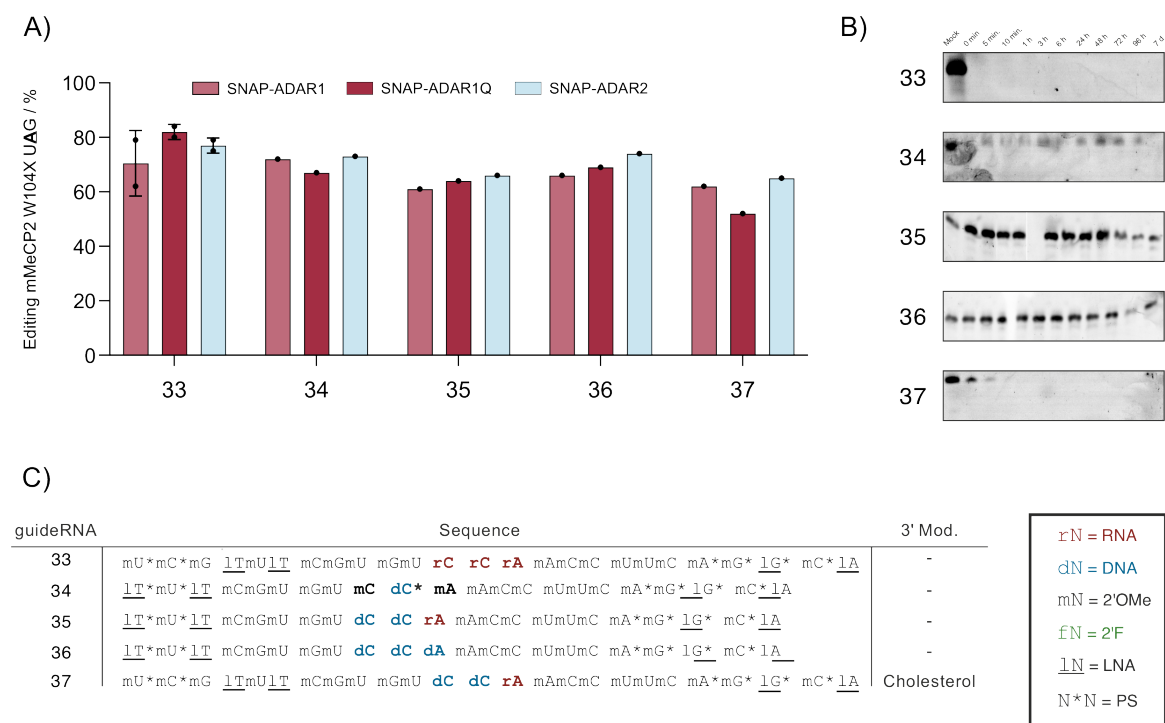 A)
Editing mMeCP2 W104X UAG / %
100
80
60
40
20
0
SNAP-ADAR1 SNAP-ADAR1Q SNAP-ADAR2
33 34 35 36 37
B)
Mock 0 min 5 min. 10 min. 1 h 3 h 6 h 24 h 48 h 72 h 96 h 7 d
33
34
35
36
37
C)
guideRNA Sequence 3' Mod.
33 mU*mC*mG lTmUlT mCmGmU mGmU rC rC rA mAmCmC mUmUmC mA*mG*lG* mC*lA -
34 lT*mU*lT mCmGmU mGmU mC dC* mA mAmCmC mUmUmC mA*mG*lG* mC*lA -
35 lT*mU*lT mCmGmU mGmU dC dC rA mAmCmC mUmUmC mA*mG*lG* mC*lA -
36 lT*mU*lT mCmGmU mGmU dC dC dA mAmCmC mUmUmC mA*mG*lG* mC*lA -
37 mU*mC*mG lTmUlT mCmGmU mGmU dC dC rA mAmCmC mUmUmC mA*mG*lG* mC*lA Cholesterol
rN = RNA
dN = DNA
mN = 2'OMe
fN = 2'F
lN = LNA
N*N = PS